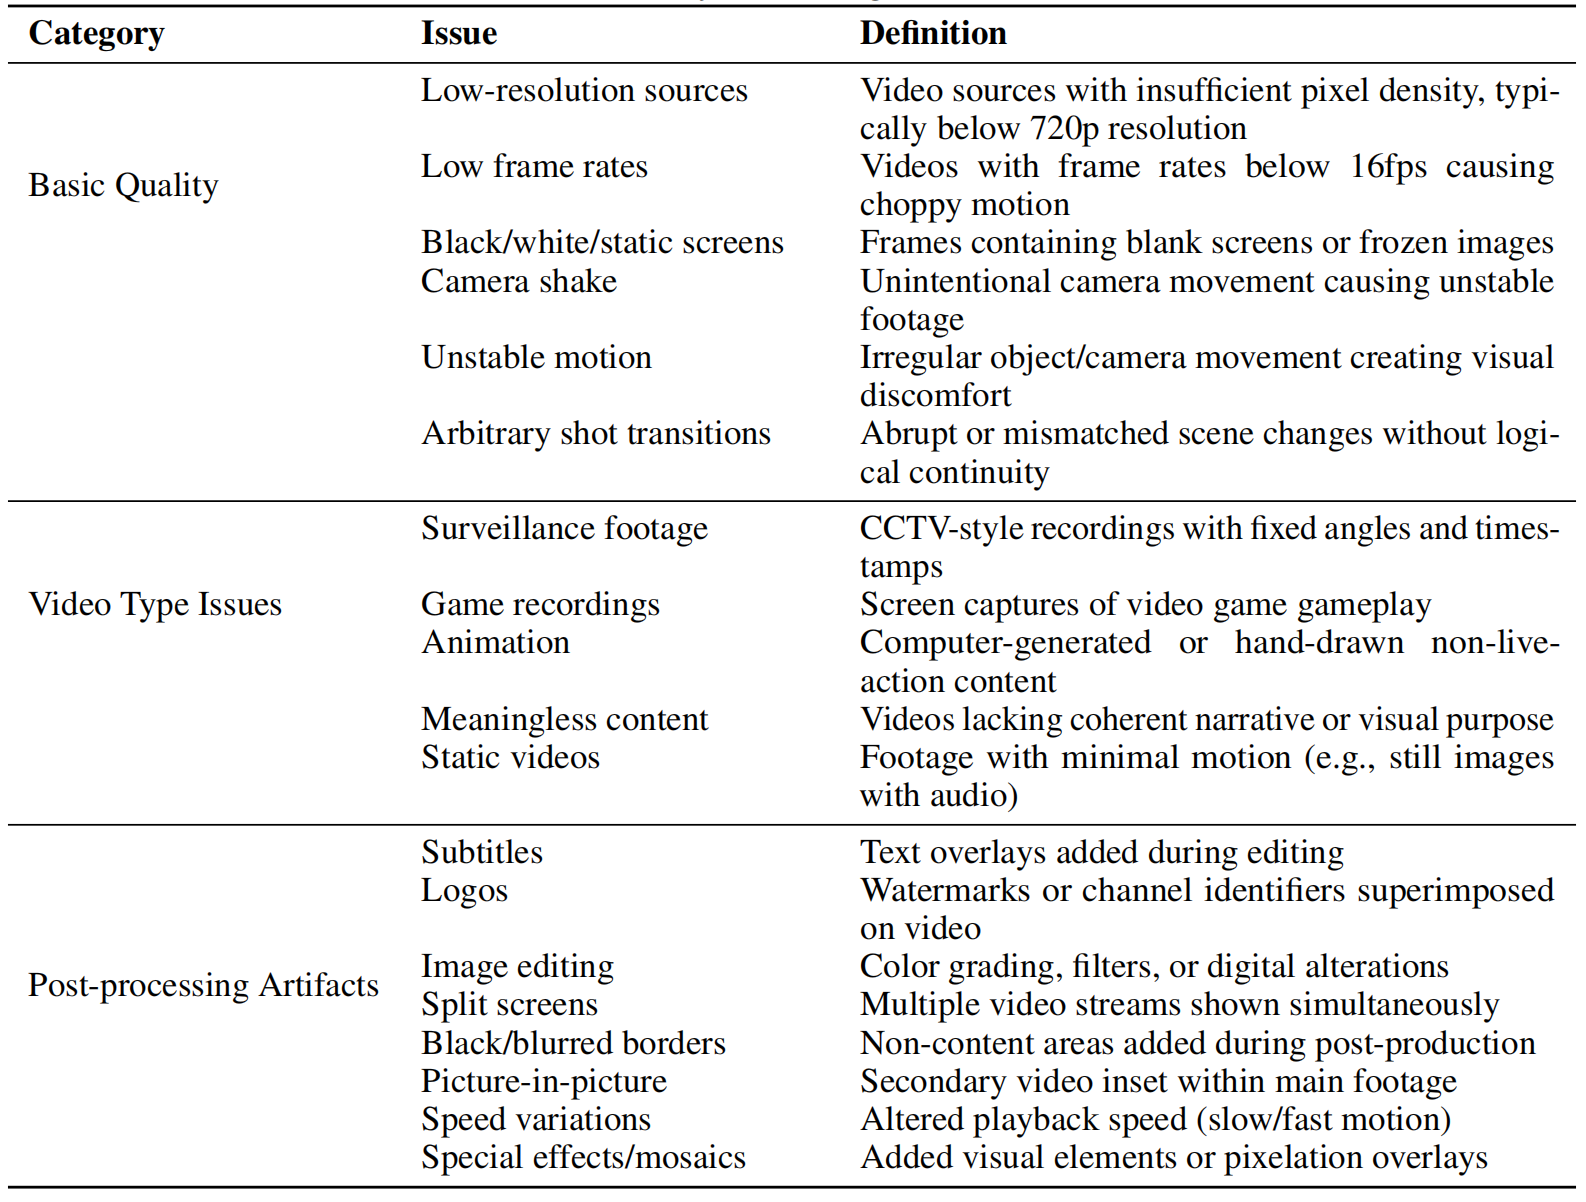 Category Issue Definition
Low-resolution sources Video sources with insufficient pixel density, typi-
cally below 720p resolution
Low frame rates Videos with frame rates below 16fps causing
Basic Quality
choppy motion
Black/white/static screens Frames containing blank screens or frozen images
Camera shake Unintentional camera movement causing unstable
footage
Unstable motion Irregular object/camera movement creating visual
discomfort
Arbitrary shot transitions Abrupt or mismatched scene changes without logi-
cal continuity
Surveillance footage CCTV-style recordings with fixed angles and times-
tamps
Video Type Issues Game recordings Screen captures of video game gameplay
Animation Computer-generated or hand-drawn non-live-
action content
Meaningless content Videos lacking coherent narrative or visual purpose
Static videos Footage with minimal motion (e.g., still images
with audio)
Subtitles Text overlays added during editing
Logos Watermarks or channel identifiers superimposed
on video
Image editing Color grading, filters, or digital alterations
Post-processing Artifacts
Split screens Multiple video streams shown simultaneously
Black/blurred borders Non-content areas added during post-production
Picture-in-picture Secondary video inset within main footage
Speed variations Altered playback speed (slow/fast motion)
Special effects/mosaics Added visual elements or pixelation overlays